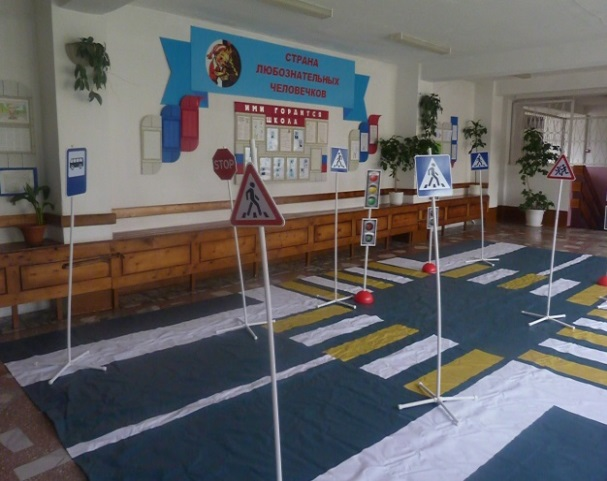 СТРАНА
ЛЮБОЗНАТЕЛЬНЫХ
ЧЕЛОВЕЧКОВ
ИМИ ГОРДИТСЯ
ШКОЛА
STOP